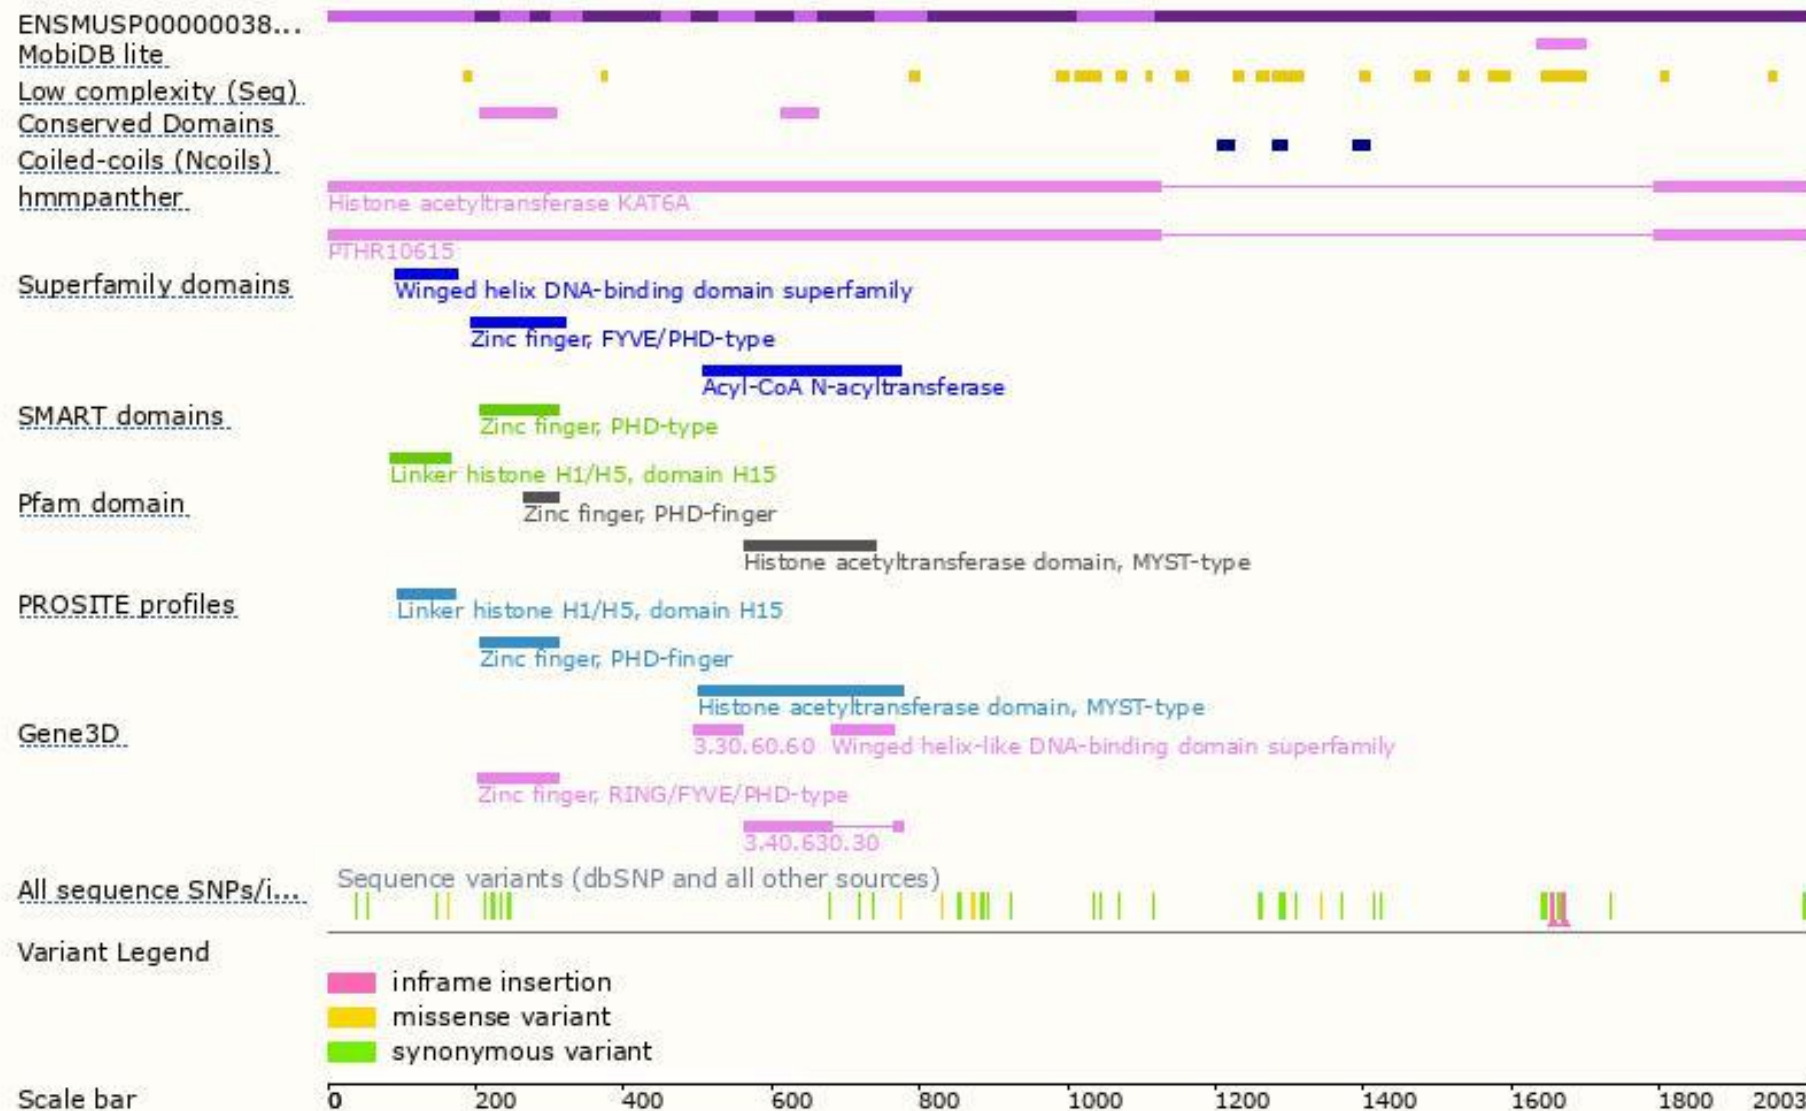 ENSMUSP00000038...
MobiDB lite
Low complexity (Seg)
Conserved Domains
Coiled-coils (Ncoils)
hmmpanther
Histone acetyltransferase KAT6A
PTHR10615
Superfamily domains
Winged helix DNA-binding domain superfamily
Zinc finger, FYVE/PHD-type
Acyl-CoA N-acyltransferase
SMART domains
Zinc finger, PHD-type
Linker histone H1/H5, domain H15
Pfam domain
Zinc finger, PHD-finger
Histone acetyltransferase domain, MYST-type
PROSITE profiles
Linker histone H1/H5, domain H15
Zinc finger, PHD-finger
Histone acetyltransferase domain, MYST-type
Gene3D
3.30.60.60 Winged helix-like DNA-binding domain superfamily
Zinc finger, RING/FYVE/PHD-type
3.40.630.30
Sequence variants (dbSNP and all other sources)
All sequence SNPs/i...
Variant Legend
inframe insertion
missense variant
synonymous variant
Scale bar 0 200 400 600 800 1000 1200 1400 1600 1800 2003